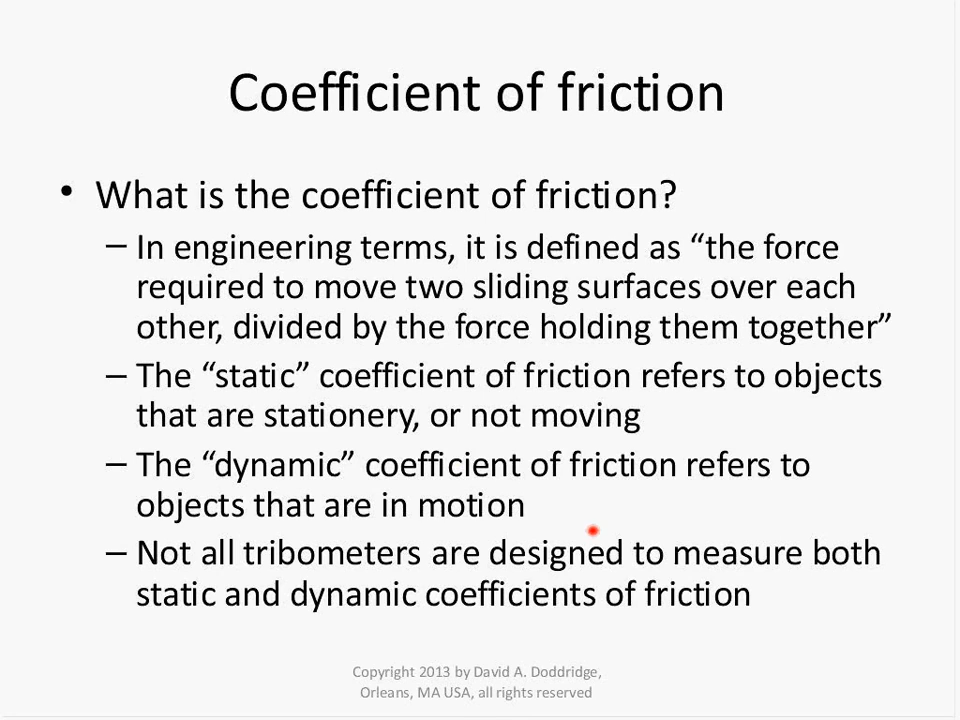 Coefficient of friction
• What is the coefficient of friction?
– In engineering terms, it is defined as “the force
required to move two sliding surfaces over each
other, divided by the force holding them together”
– The “static” coefficient of friction refers to objects
that are stationery, or not moving
– The “dynamic” coefficient of friction refers to
objects that are in motion
– Not all tribometers are designed to measure both
static and dynamic coefficients of friction
Copyright 2013 by David A. Doddridge,
Orleans, MA USA, all rights reserved